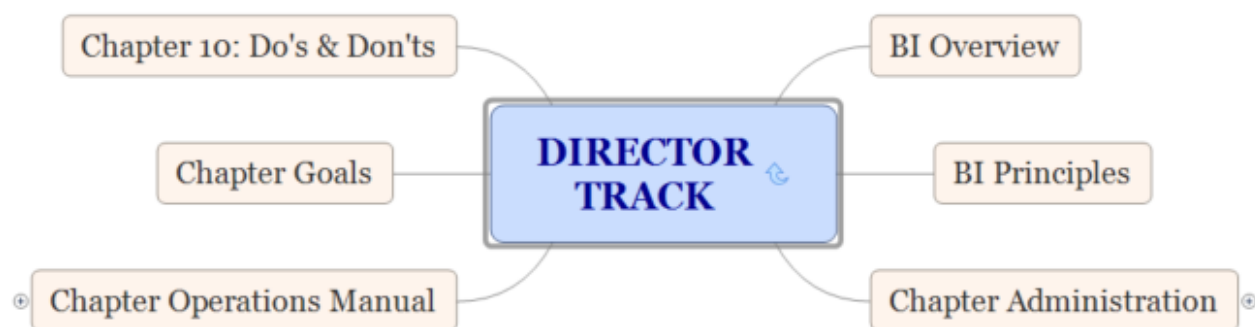 Chapter 10: Do's & Don'ts
BI Overview
DIRECTOR
TRACK
Chapter Goals
BI Principles
Chapter Operations Manual
Chapter Administration